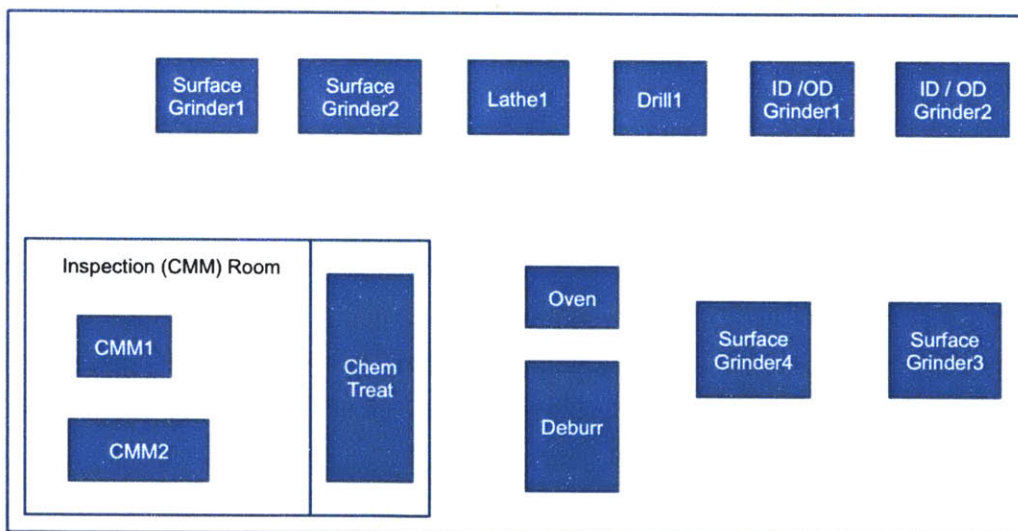 Surface
Grinder1
Surface
Grinder2
Lathe1
Drill1
ID /OD
Grinder1
ID / OD
Grinder2
Inspection (CMM) Room
CMM1
CMM2
Chem
Treat
Oven
Deburr
Surface
Grinder4
Surface
Grinder3